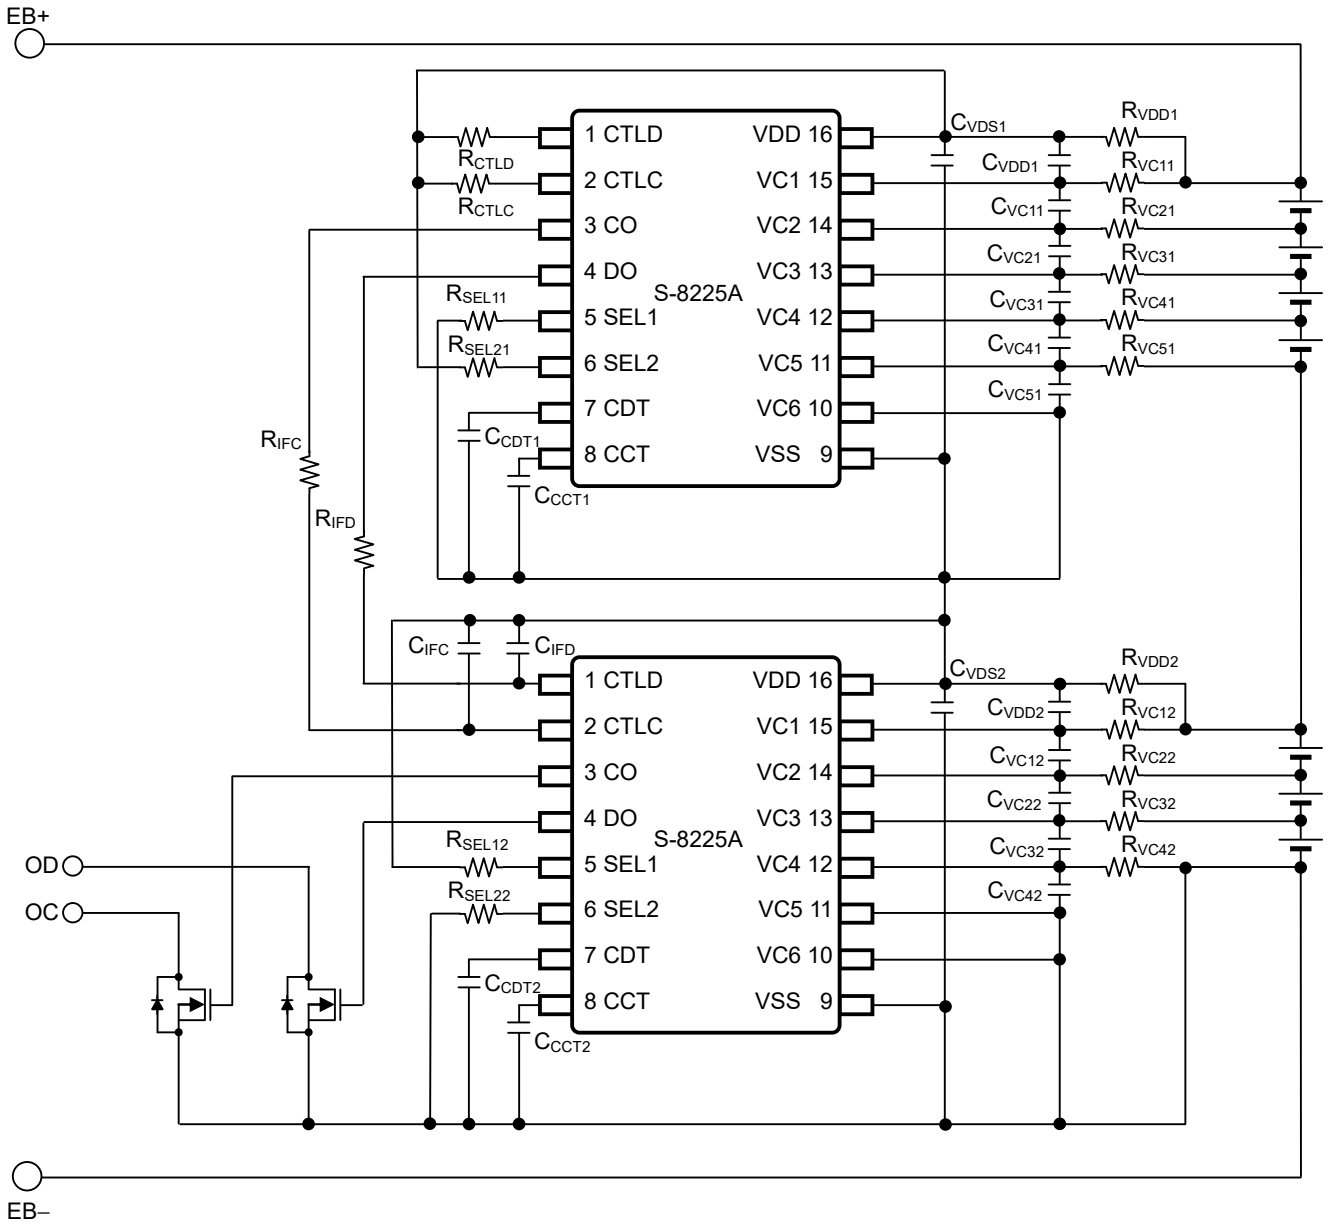 EB+
1 CTLD
VDD 16
CVDS1
RVDD1
RCTLD
CVDD1
RVC11
2 CTLC
VC1 15
RCTLC
CVC11
RVC21
3 CO
VC2 14
CVC21
RVC31
4 DO
VC3 13
S-8225A
RSEL11
CVC31
RVC41
5 SEL1
VC4 12
RSEL21
CVC41
RVC51
6 SEL2
VC5 11
CVC51
7 CDT
VC6 10
CCDT1
RIFC
8 CCT
VSS 9
CCCT1
RIFD
CIFC
CIFD
1 CTLD
VDD 16
CVDS2
RVDD2
CVDD2
RVC12
2 CTLC
VC1 15
CVC12
RVC22
3 CO
VC2 14
CVC22
RVC32
4 DO
VC3 13
S-8225A
RSEL12
CVC32
RVC42
OD
5 SEL1
VC4 12
RSEL22
CVC42
OC
6 SEL2
VC5 11
7 CDT
VC6 10
CCDT2
8 CCT
VSS 9
CCCT2
EB−